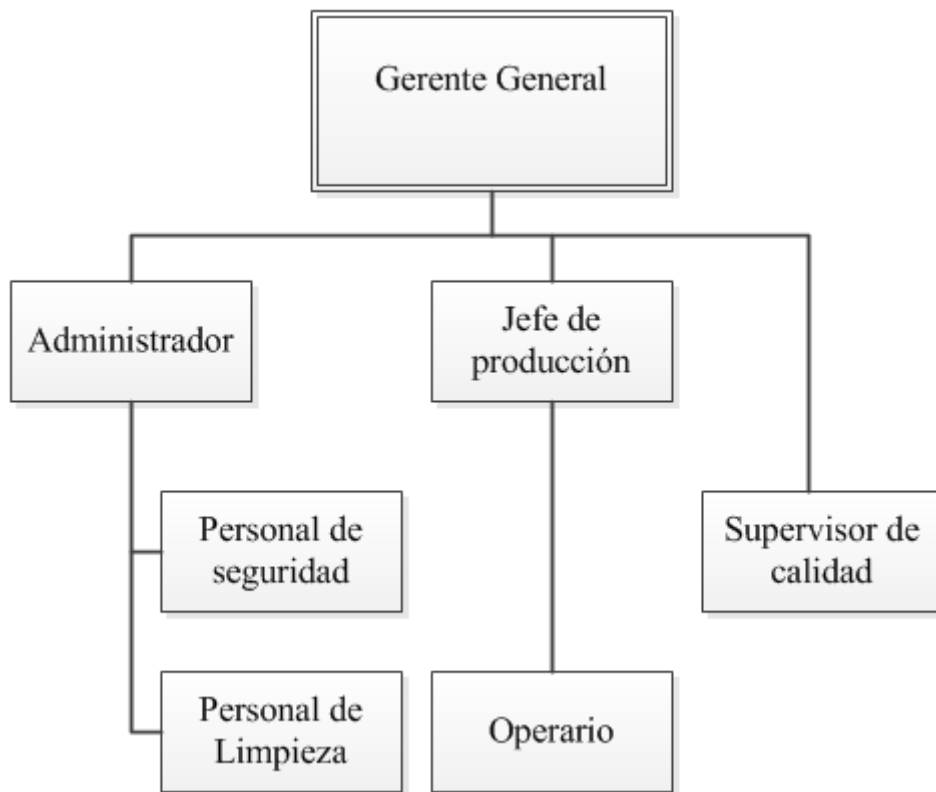 Gerente General
Administrador
Jefe de
producción
Personal de
seguridad
Supervisor de
calidad
Personal de
Limpieza
Operario